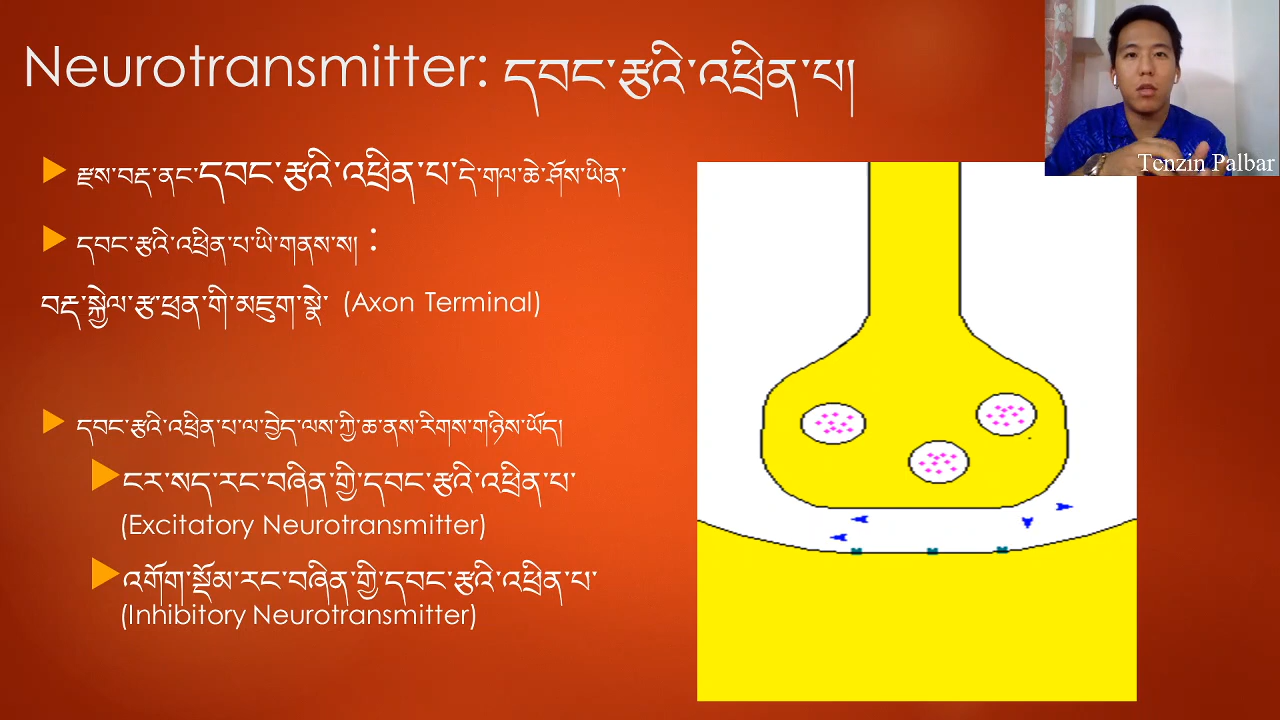 Neurotransmitter: དབང་རྩའི་འཕྲིན་པ།
རྫས་བརྡ་ནང་དབང་རྩའི་འཕྲིན་པ་དེ་གལ་ཆེ་ཤོས་ཡིན་
དབང་རྩའི་འཕྲིན་པ་ཡི་གནས་ས། :
བརྡ་སྐྱེལ་རྩ་ཕྲན་གི་མཇུག་སྣེ་ (Axon Terminal)
དབང་རྩའི་འཕྲིན་པ་ལ་བྱེད་ལས་ཀྱི་ཆ་ནས་རིགས་གཉིས་ཡོད།
ངར་སད་རང་བཞིན་གྱི་དབང་རྩའི་འཕྲིན་པ་
(Excitatory Neurotransmitter)
འགོག་སྡོམ་རང་བཞིན་གྱི་དབང་རྩའི་འཕྲིན་པ་
(Inhibitory Neurotransmitter)
Tenzin Palbar